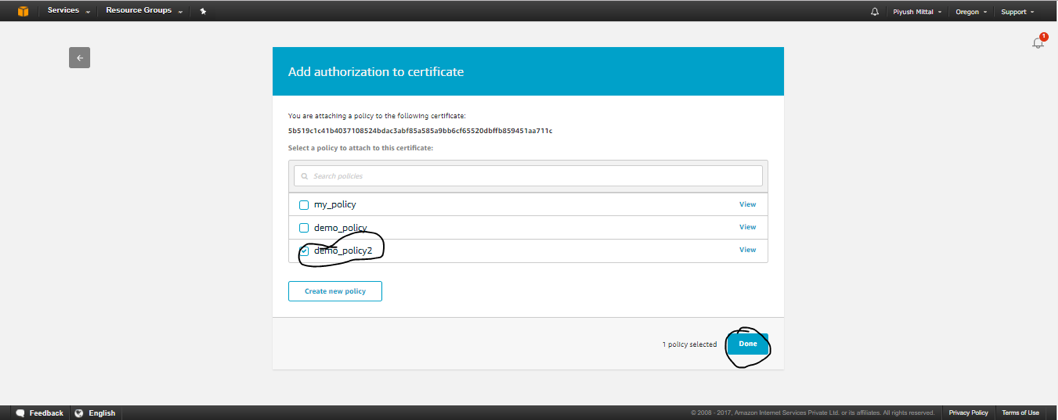 Services Resource Groups Piyush Mittal Oregon Support
1
Add authorization to certificate
You are attaching a policy to the following certificate:
5b519c1c41b4037108524bdac3abf85a585a9bb6cf65520dbffb859451aa711c
Select a policy to attach to this certificate:
Search policies
my_policy View
demo_policy View
demo_policy2 View
Create new policy
1 policy selected Done
Feedback English © 2008 - 2017, Amazon Internet Services Private Ltd. or its affiliates. All rights reserved. Privacy Policy Terms of Use